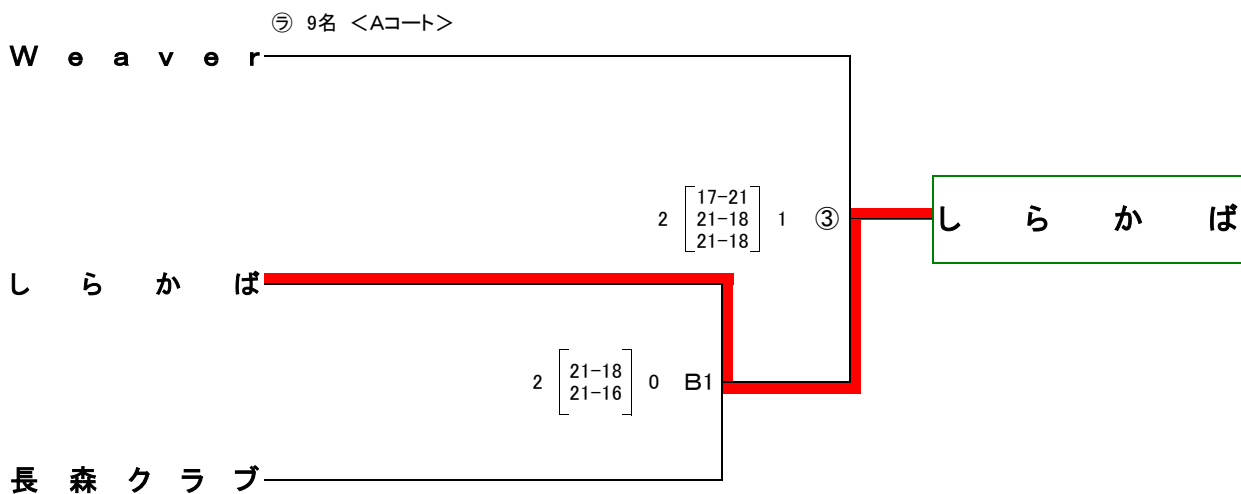 ㋶ 9名 <Aコート>
Weaver
17-21
2 21-18 1 ③
21-18
しらかば
しらかば
21-18
2 21-16 0 B1
長森クラブ